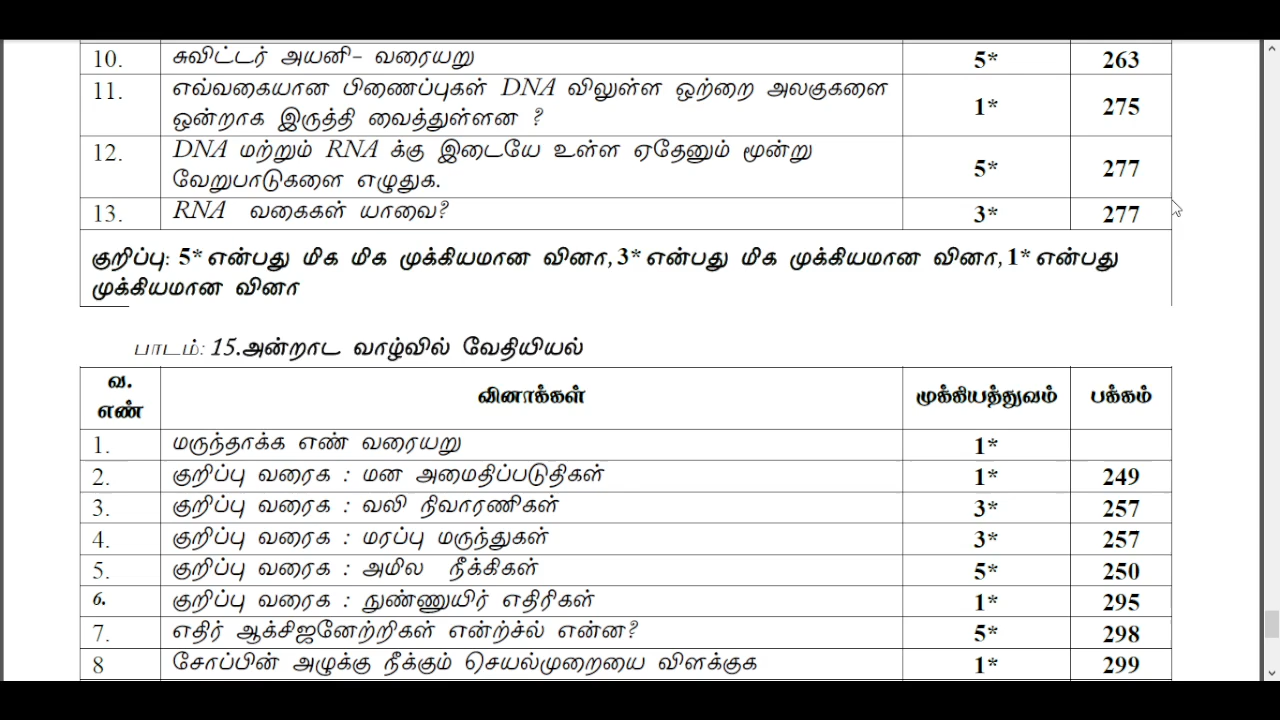 10. சுவிட்டர் அயனி- வரையறு 5* 263
11. எவ்வகையான பிணைப்புகள் DNA விலுள்ள ஒற்றை அலகுகளை
ஒன்றாக இருத்தி வைத்துள்ளன ? 1* 275
12. DNA மற்றும் RNA க்கு இடையே உள்ள ஏதேனும் மூன்று
வேறுபாடுகளை எழுதுக. 5* 277
13. RNA வகைகள் யாவை? 3* 277
குறிப்பு: 5* என்பது மிக மிக முக்கியமான வினா, 3* என்பது மிக முக்கியமான வினா, 1* என்பது
முக்கியமான வினா
பாடம்: 15.அன்றாட வாழ்வில் வேதியியல்
வ.
எண் வினாக்கள் முக்கியத்துவம் பக்கம்
1. மருந்தாக்க எண் வரையறு 1*
2. குறிப்பு வரைக : மன அமைதிப்படுதிகள் 1* 249
3. குறிப்பு வரைக : வலி நிவாரணிகள் 3* 257
4. குறிப்பு வரைக : மரப்பு மருந்துகள் 3* 257
5. குறிப்பு வரைக : அமில நீக்கிகள் 5* 250
6. குறிப்பு வரைக : நுண்ணுயிர் எதிரிகள் 1* 295
7. எதிர் ஆக்சிஜனேற்றிகள் என்ற்ச்ல் என்ன? 5* 298
8 சோப்பின் அழுக்கு நீக்கும் செயல்முறையை விளக்குக 1* 299